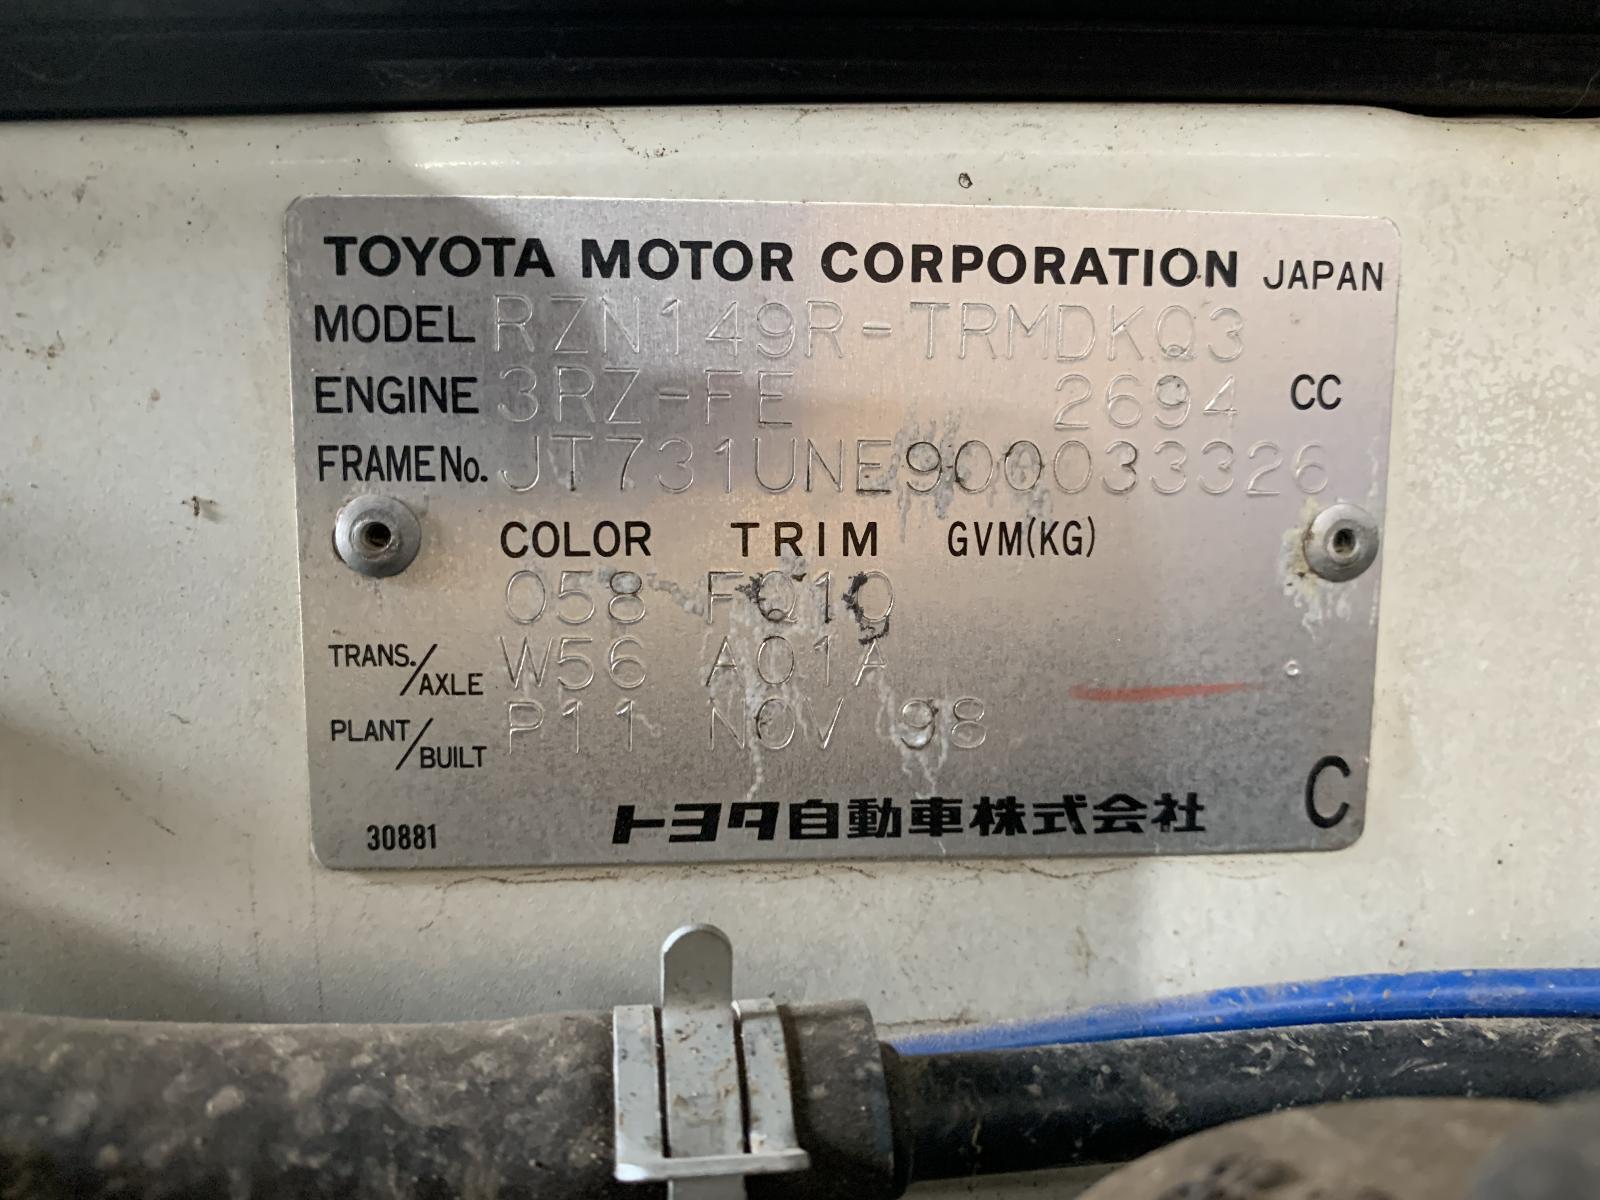 TOYOTA MOTOR CORPORATION JAPAN
MODEL RZN149R-TRMDKQ3
ENGINE 3RZ-FE 2694 CC
FRAME No. JT731UNE900033326
COLOR TRIM GVM(KG)
058 FQ10
TRANS./AXLE W56 A01A
PLANT/BUILT P11 NOV 98
30881 トヨタ自動車株式会社 C